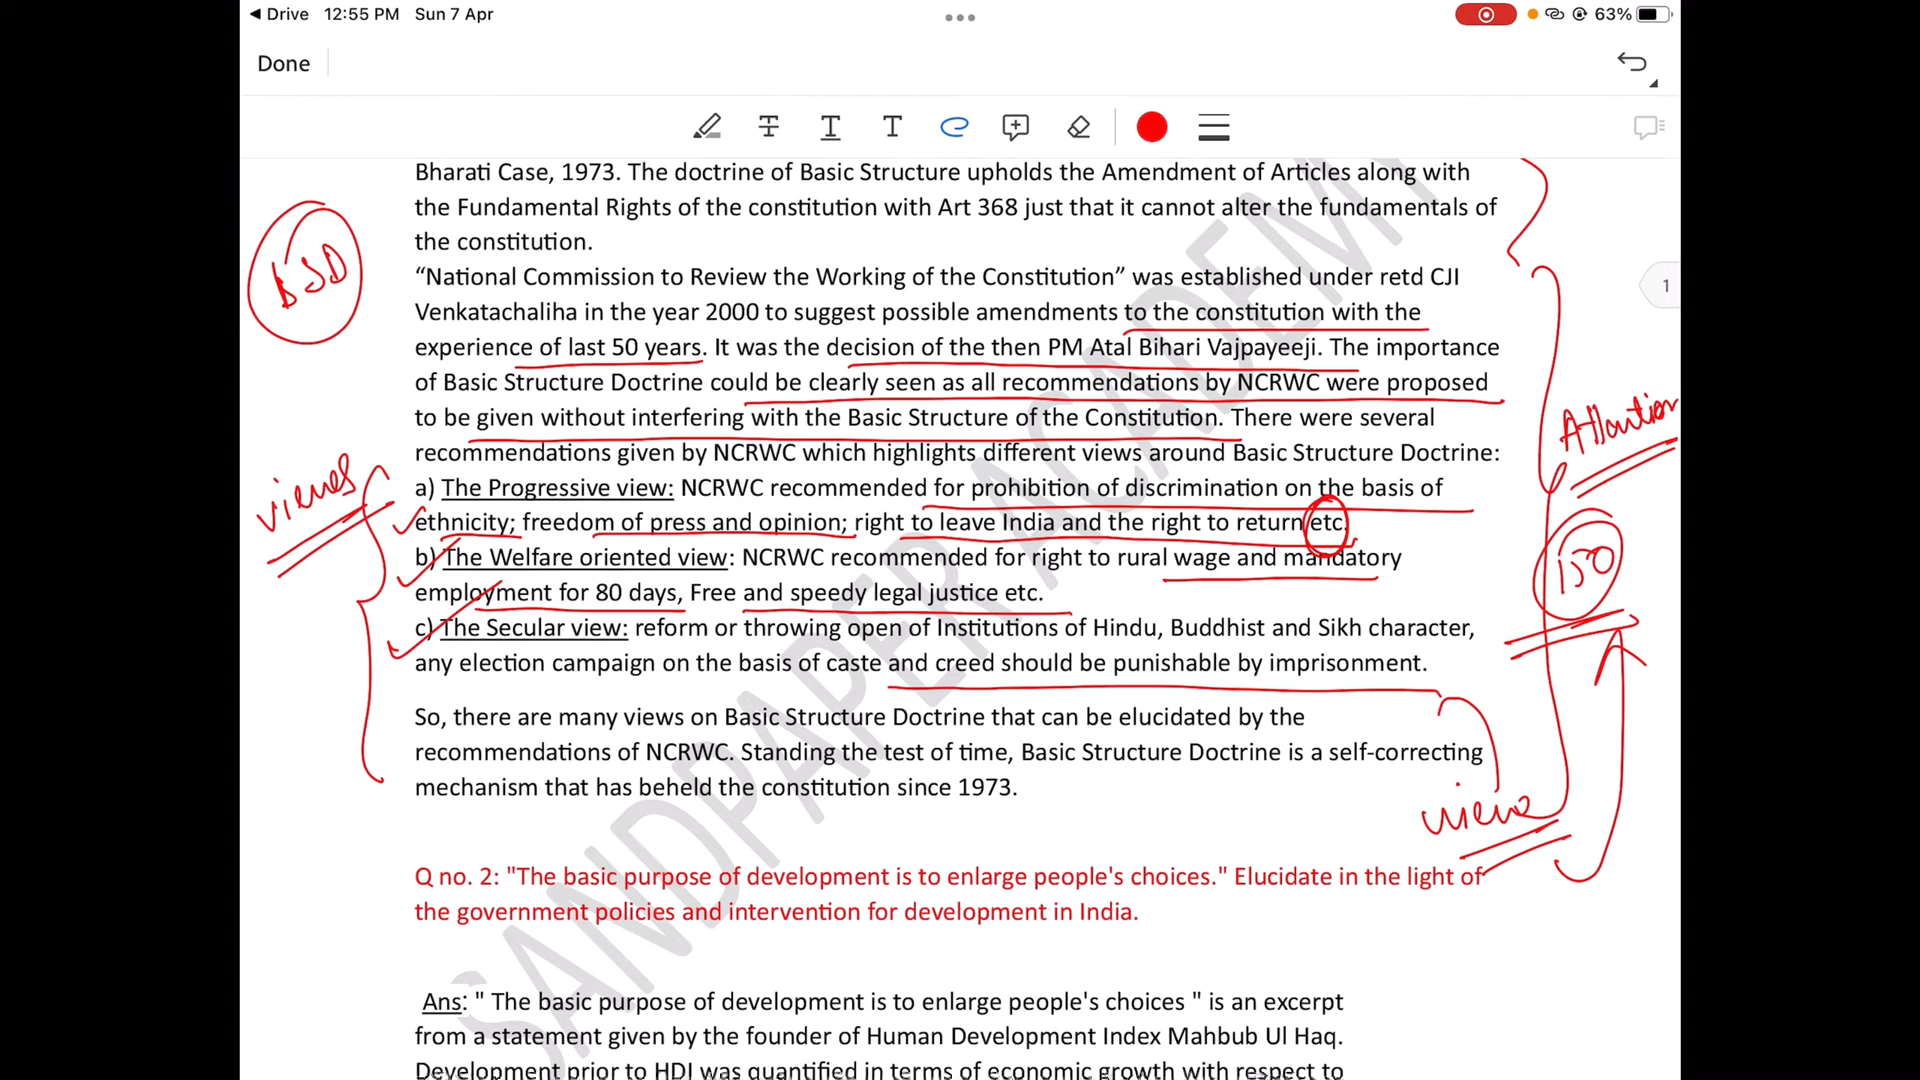 Drive 12:55 PM Sun 7 Apr
63%
Done
T T T
1
Bharati Case, 1973. The doctrine of Basic Structure upholds the Amendment of Articles along with
the Fundamental Rights of the constitution with Art 368 just that it cannot alter the fundamentals of
the constitution.
BSD
“National Commission to Review the Working of the Constitution” was established under retd CJI
Venkatachaliha in the year 2000 to suggest possible amendments to the constitution with the
experience of last 50 years. It was the decision of the then PM Atal Bihari Vajpayeeji. The importance
of Basic Structure Doctrine could be clearly seen as all recommendations by NCRWC were proposed
to be given without interfering with the Basic Structure of the Constitution. There were several
recommendations given by NCRWC which highlights different views around Basic Structure Doctrine:
views
a) The Progressive view: NCRWC recommended for prohibition of discrimination on the basis of
ethnicity; freedom of press and opinion; right to leave India and the right to return etc.
b) The Welfare oriented view: NCRWC recommended for right to rural wage and mandatory
employment for 80 days, Free and speedy legal justice etc.
150
c) The Secular view: reform or throwing open of Institutions of Hindu, Buddhist and Sikh character,
any election campaign on the basis of caste and creed should be punishable by imprisonment.
So, there are many views on Basic Structure Doctrine that can be elucidated by the
recommendations of NCRWC. Standing the test of time, Basic Structure Doctrine is a self-correcting
mechanism that has beheld the constitution since 1973.
Q no. 2: "The basic purpose of development is to enlarge people's choices." Elucidate in the light of
the government policies and intervention for development in India.
Ans: " The basic purpose of development is to enlarge people's choices " is an excerpt
from a statement given by the founder of Human Development Index Mahbub Ul Haq.
Development prior to HDI was quantified in terms of economic growth with respect to
SANDPAPER ACADEMY